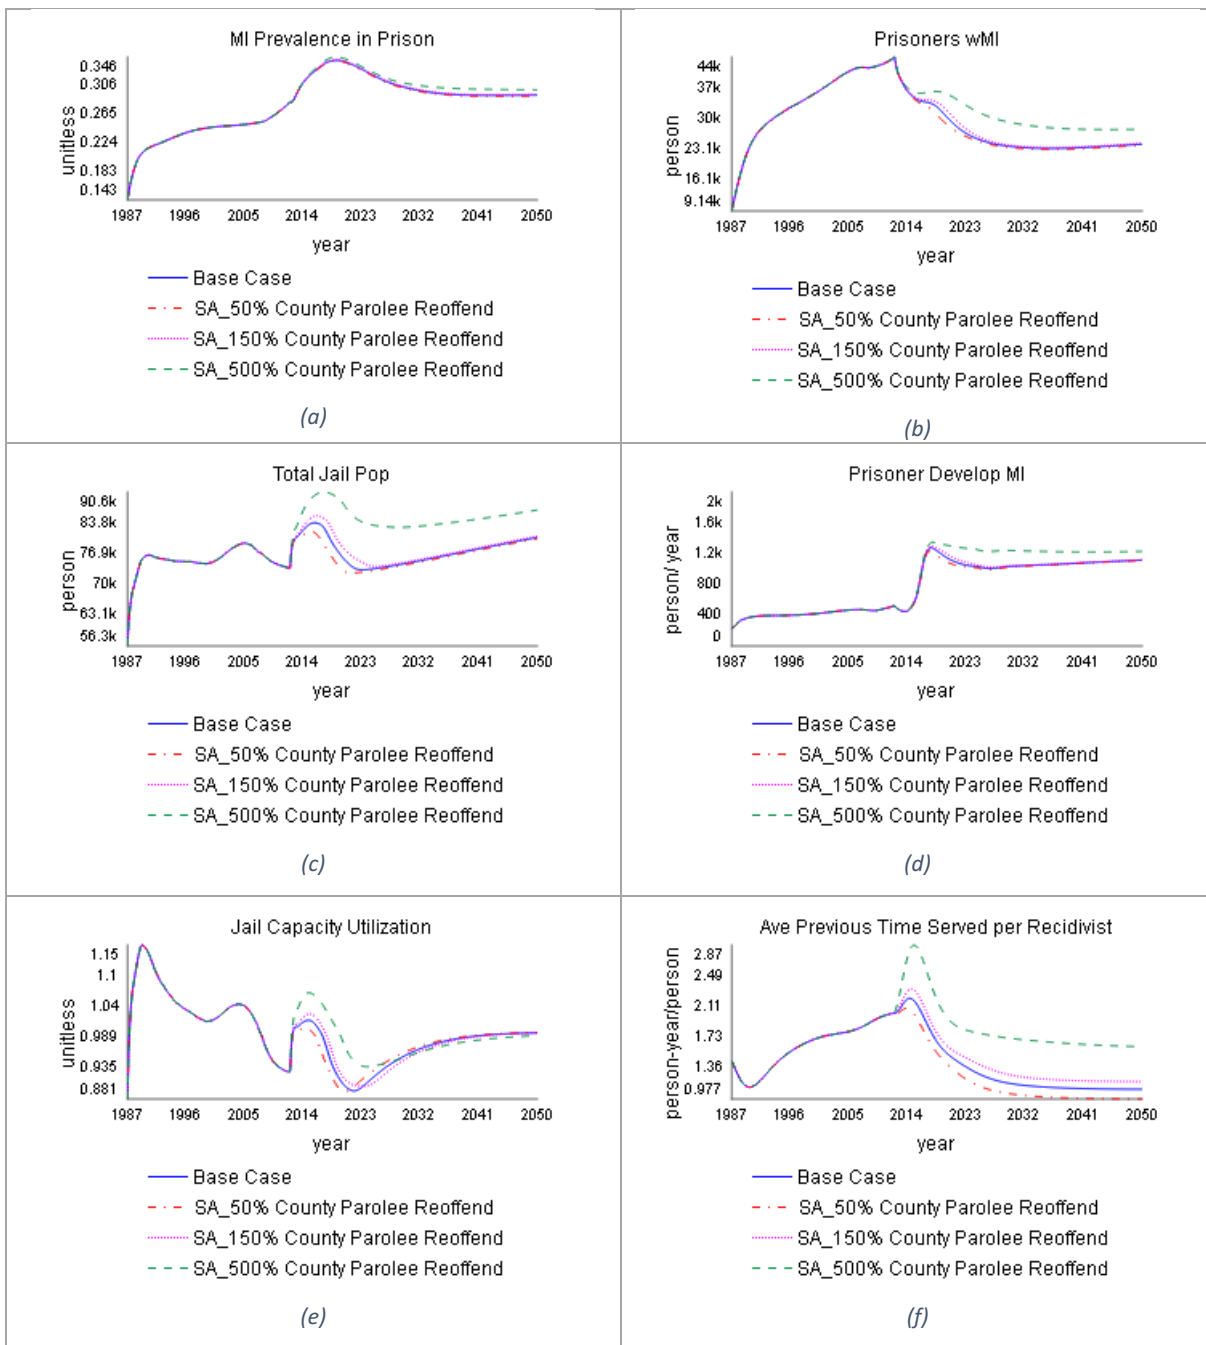 MI Prevalence in Prison
0.346
0.306
0.265
0.224
0.183
0.143
unitless
1987 1996 2005 2014 2023 2032 2041 2050
year
Base Case
SA_50% County Parolee Reoffend
SA_150% County Parolee Reoffend
SA_500% County Parolee Reoffend
(a)
Prisoners wMI
44k
37k
30k
23.1k
16.1k
9.14k
person
1987 1996 2005 2014 2023 2032 2041 2050
year
Base Case
SA_50% County Parolee Reoffend
SA_150% County Parolee Reoffend
SA_500% County Parolee Reoffend
(b)
Total Jail Pop
90.6k
83.8k
76.9k
70k
63.1k
56.3k
person
1987 1996 2005 2014 2023 2032 2041 2050
year
Base Case
SA_50% County Parolee Reoffend
SA_150% County Parolee Reoffend
SA_500% County Parolee Reoffend
(c)
Prisoner Develop MI
2k
1.6k
1.2k
800
400
0
person/ year
1987 1996 2005 2014 2023 2032 2041 2050
year
Base Case
SA_50% County Parolee Reoffend
SA_150% County Parolee Reoffend
SA_500% County Parolee Reoffend
(d)
Jail Capacity Utilization
1.15
1.1
1.04
0.989
0.935
0.881
unitless
1987 1996 2005 2014 2023 2032 2041 2050
year
Base Case
SA_50% County Parolee Reoffend
SA_150% County Parolee Reoffend
SA_500% County Parolee Reoffend
(e)
Ave Previous Time Served per Recidivist
2.87
2.49
2.11
1.73
1.36
0.977
person-year/person
1987 1996 2005 2014 2023 2032 2041 2050
year
Base Case
SA_50% County Parolee Reoffend
SA_150% County Parolee Reoffend
SA_500% County Parolee Reoffend
(f)